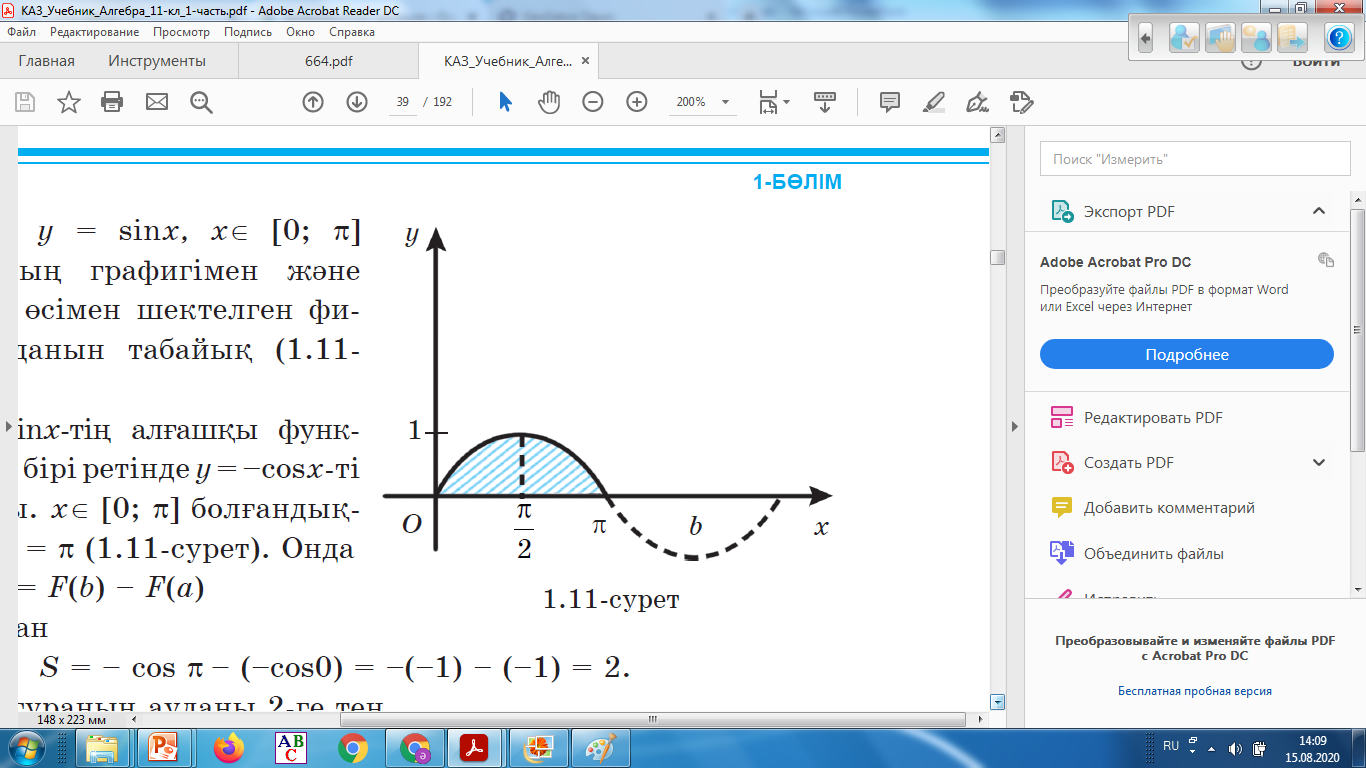 КАЗ_Учебник_Алгебра_11-кл_1-часть.pdf - Adobe Acrobat Reader DC
Файл Редактирование Просмотр Подпись Окно Справка
Главная Инструменты 664.pdf КАЗ_Учебник_Алге... ×
39 / 192 200%
1-БӨЛІМ
y = sinx, x∈ [0; π]
ың графигімен және
өсімен шектелген фи-
данын табайық (1.11-
inx-тің алғашқы функ-
бірі ретінде y = −cosx-ті
ы. x∈ [0; π] болғандық-
= π (1.11-сурет). Онда
= F(b) − F(a)
ан
S = − cos π − (−cos0) = −(−1) − (−1) = 2.
y
1
O
π
2
π
b
x
1.11-сурет
148 x 223 мм
Поиск "Измерить"
Экспорт PDF
Adobe Acrobat Pro DC
Преобразуйте файлы PDF в формат Word
или Excel через Интернет
Подробнее
Редактировать PDF
Создать PDF
Добавить комментарий
Объединить файлы
Преобразовывайте и изменяйте файлы PDF
с Acrobat Pro DC
Бесплатная пробная версия
A B C
RU
14:09
15.08.2020